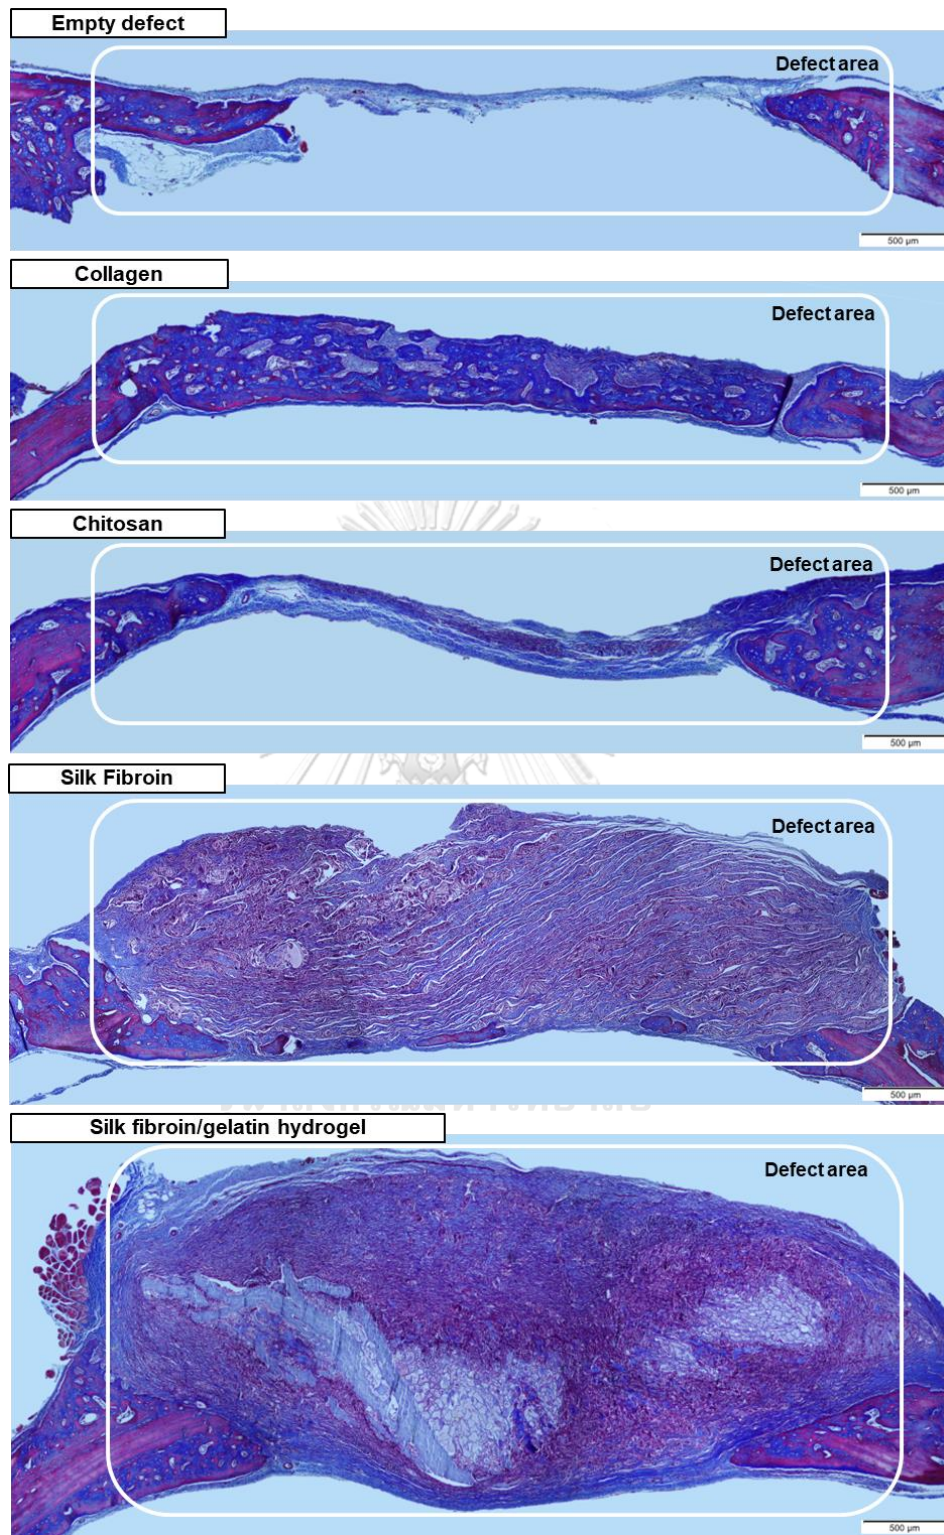 Empty defect
Defect area
500 µm
Collagen
Defect area
500 µm
Chitosan
Defect area
500 µm
Silk Fibroin
Defect area
500 µm
Silk fibroin/gelatin hydrogel
Defect area
500 µm